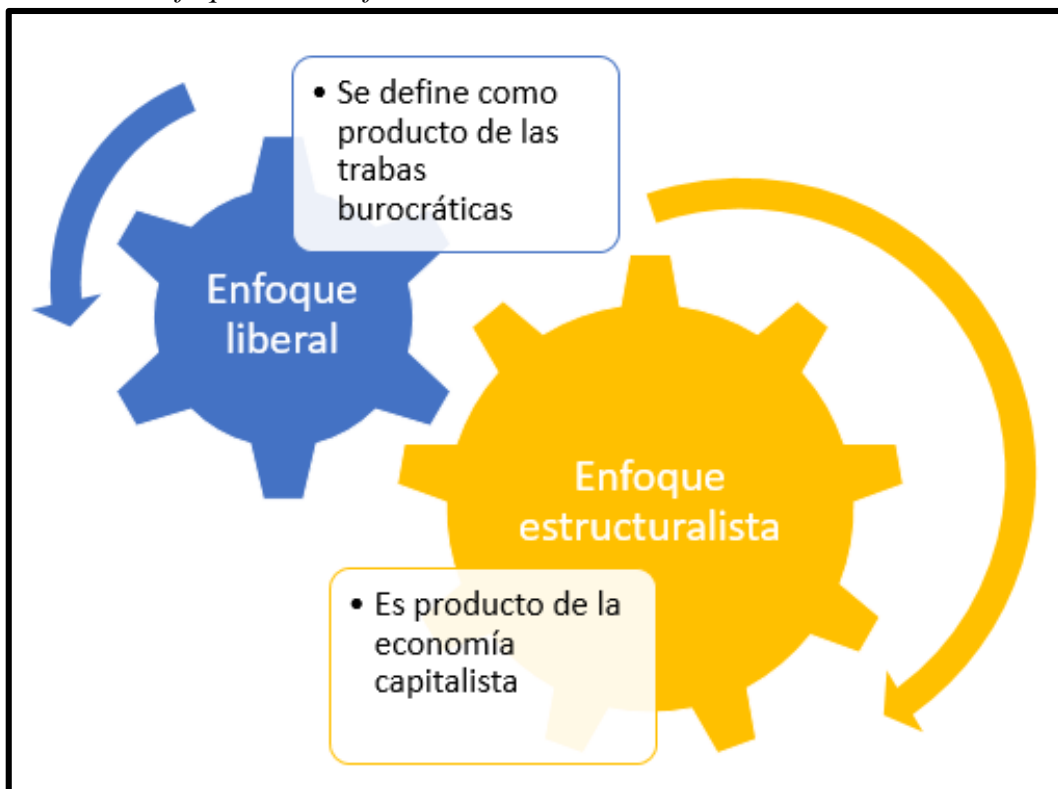 • Se define como
producto de las
trabas
burocráticas
Enfoque
liberal
Enfoque
estructuralista
• Es producto de la
economía
capitalista